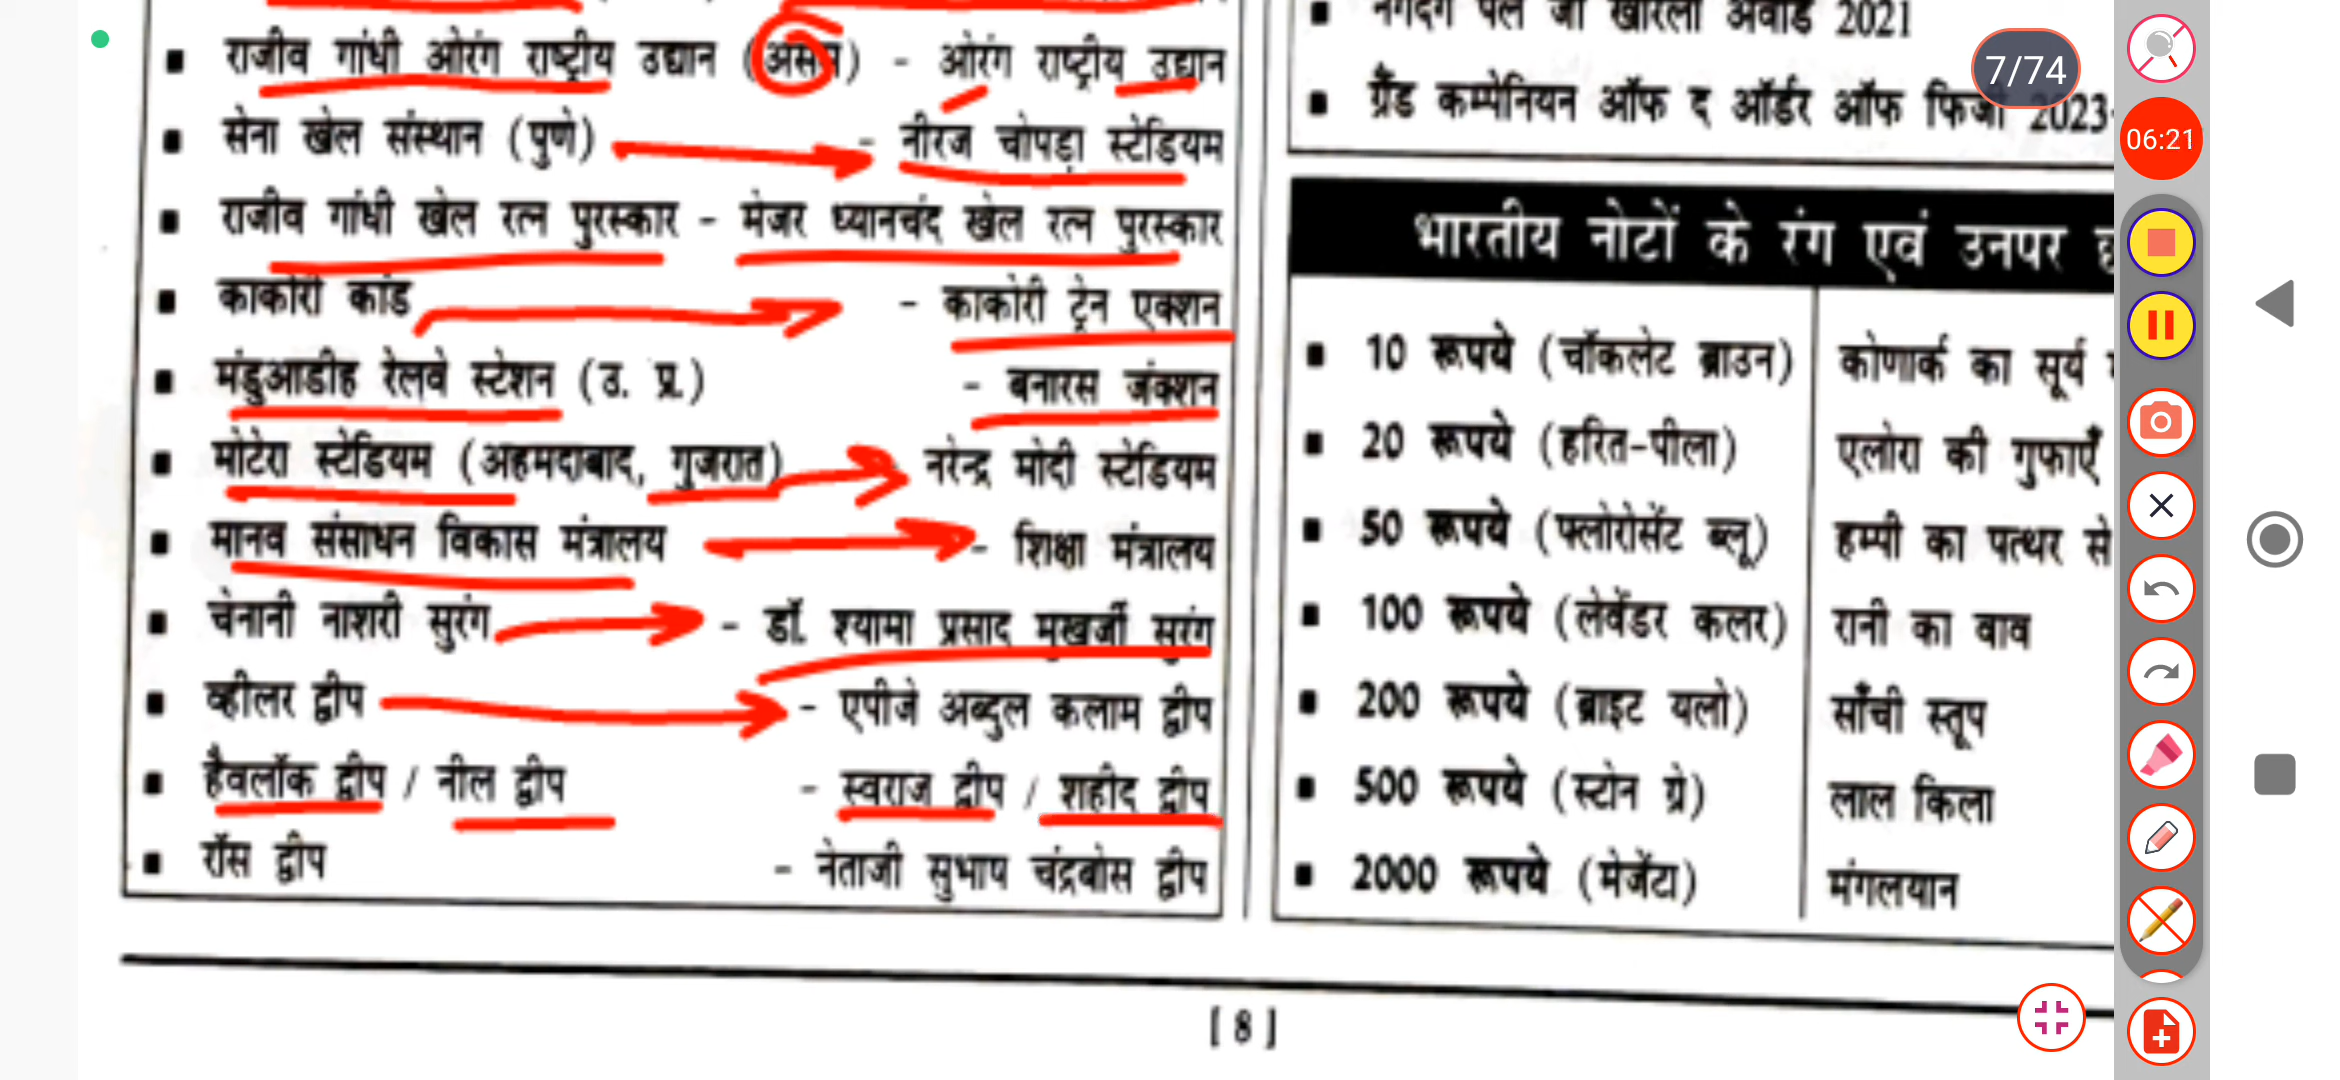 राजीव गांधी ओरंग राष्ट्रीय उद्यान (असम) - ओरंग राष्ट्रीय उद्यान
सेना खेल संस्थान (पुणे) - नीरज चोपड़ा स्टेडियम
राजीव गांधी खेल रत्न पुरस्कार - मेजर ध्यानचंद खेल रत्न पुरस्कार
काकोरी कांड - काकोरी ट्रेन एक्शन
मंडुआडीह रेलवे स्टेशन (उ. प्र.) - बनारस जंक्शन
मोटेरा स्टेडियम (अहमदाबाद, गुजरात) नरेन्द्र मोदी स्टेडियम
मानव संसाधन विकास मंत्रालय - शिक्षा मंत्रालय
चेनानी नाशरी सुरंग - डॉ. श्यामा प्रसाद मुखर्जी सुरंग
व्हीलर द्वीप - एपीजे अब्दुल कलाम द्वीप
हैवलॉक द्वीप / नील द्वीप - स्वराज द्वीप / शहीद द्वीप
रॉस द्वीप - नेताजी सुभाष चंद्रबोस द्वीप
अवार्ड 2021
ग्रैंड कम्पेनियन ऑफ द ऑर्डर ऑफ फिजी 2023-
भारतीय नोटों के रंग एवं उनपर
10 रूपये (चॉकलेट ब्राउन) कोणार्क का सूर्य
20 रूपये (हरित-पीला) एलोरा की गुफाएँ
50 रूपये (फ्लोरोसेंट ब्लू) हम्पी का पत्थर से
100 रूपये (लेवेंडर कलर) रानी का वाव
200 रूपये (ब्राइट यलो) साँची स्तूप
500 रूपये (स्टोन ग्रे) लाल किला
2000 रूपये (मेजेंटा) मंगलयान
[ 8 ]
7/74
06:21